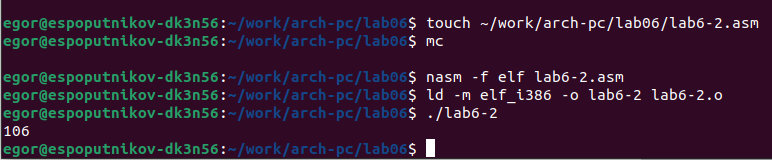 egor@espoputnikov-dk3n56:~/work/arch-pc/lab06$ touch ~/work/arch-pc/lab06/lab6-2.asm
egor@espoputnikov-dk3n56:~/work/arch-pc/lab06$ mc
egor@espoputnikov-dk3n56:~/work/arch-pc/lab06$ nasm -f elf lab6-2.asm
egor@espoputnikov-dk3n56:~/work/arch-pc/lab06$ ld -m elf_i386 -o lab6-2 lab6-2.o
egor@espoputnikov-dk3n56:~/work/arch-pc/lab06$ ./lab6-2
106
egor@espoputnikov-dk3n56:~/work/arch-pc/lab06$